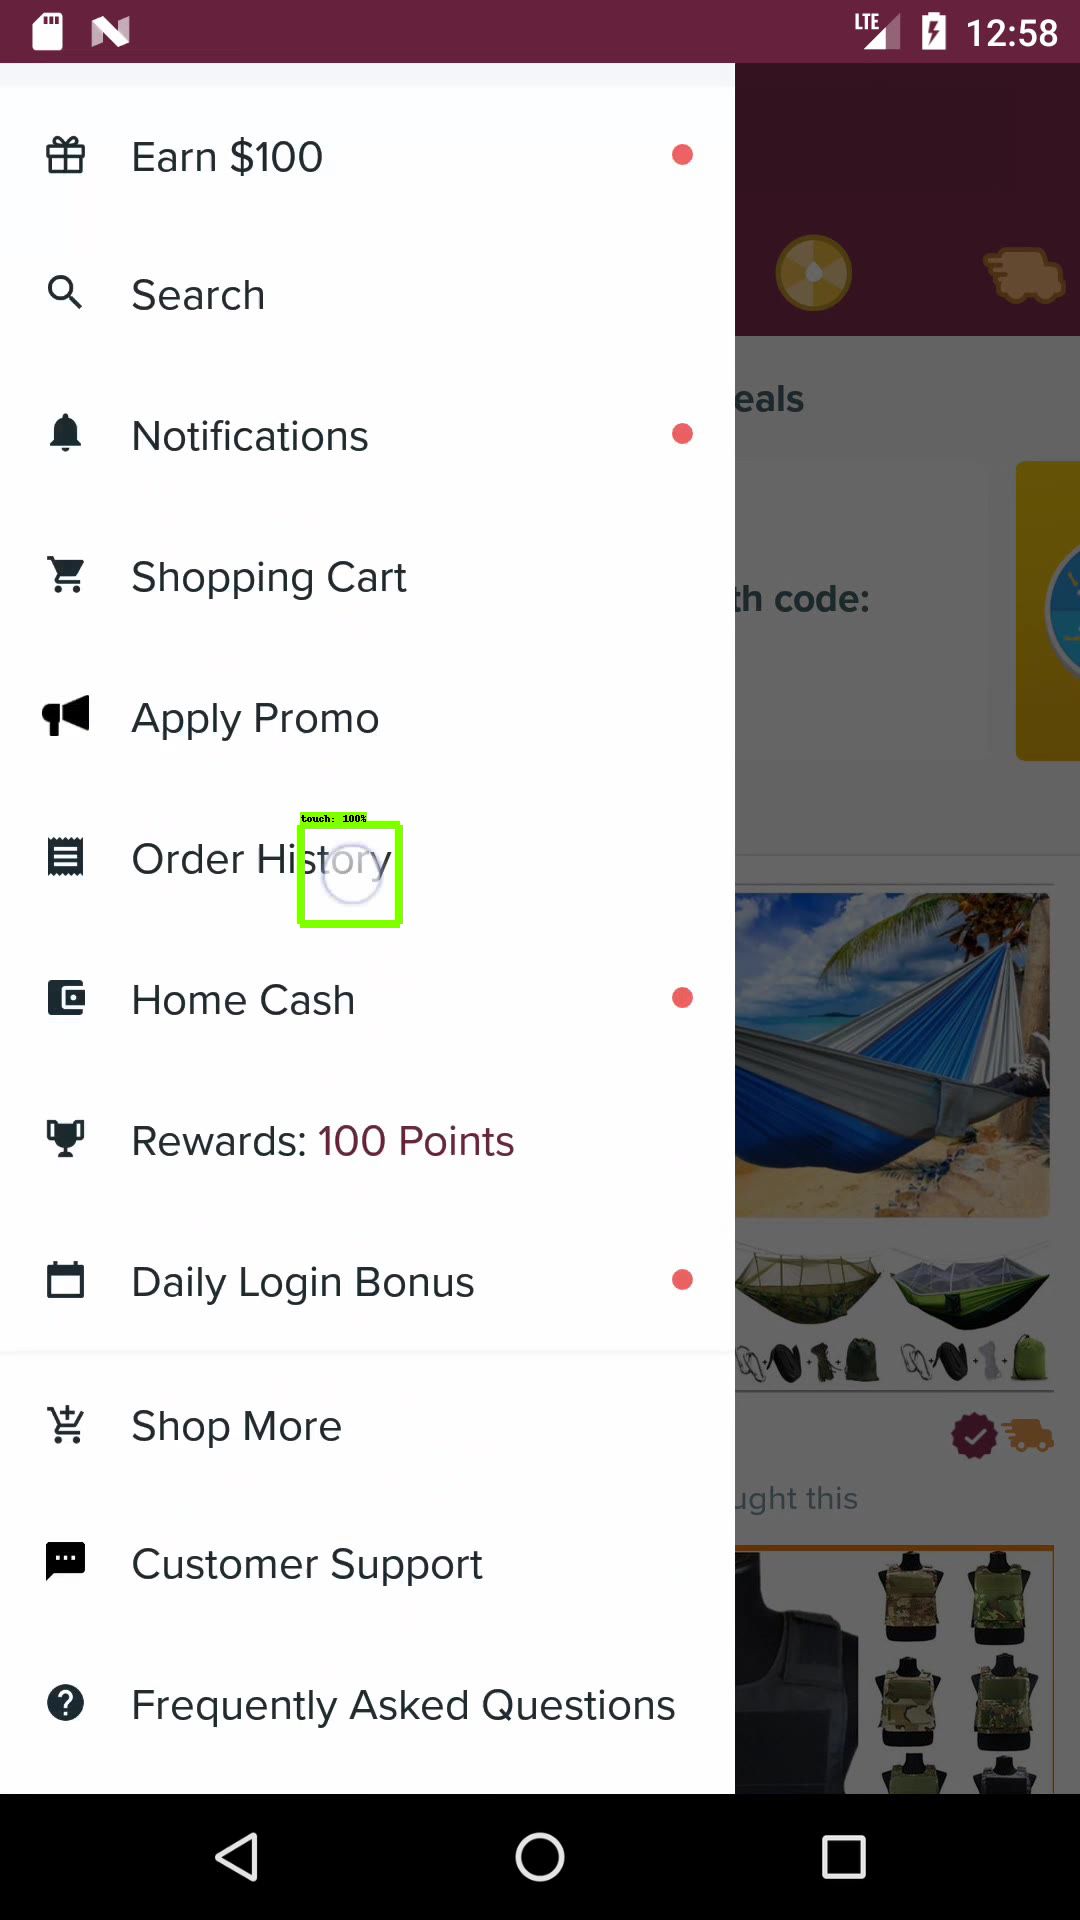 LTE 12:58
Earn $100
Search
eals
Notifications
Shopping Cart
th code:
Apply Promo
touch: 100%
Order History
Home Cash
Rewards: 100 Points
Daily Login Bonus
Shop More
ught this
Customer Support
Frequently Asked Questions